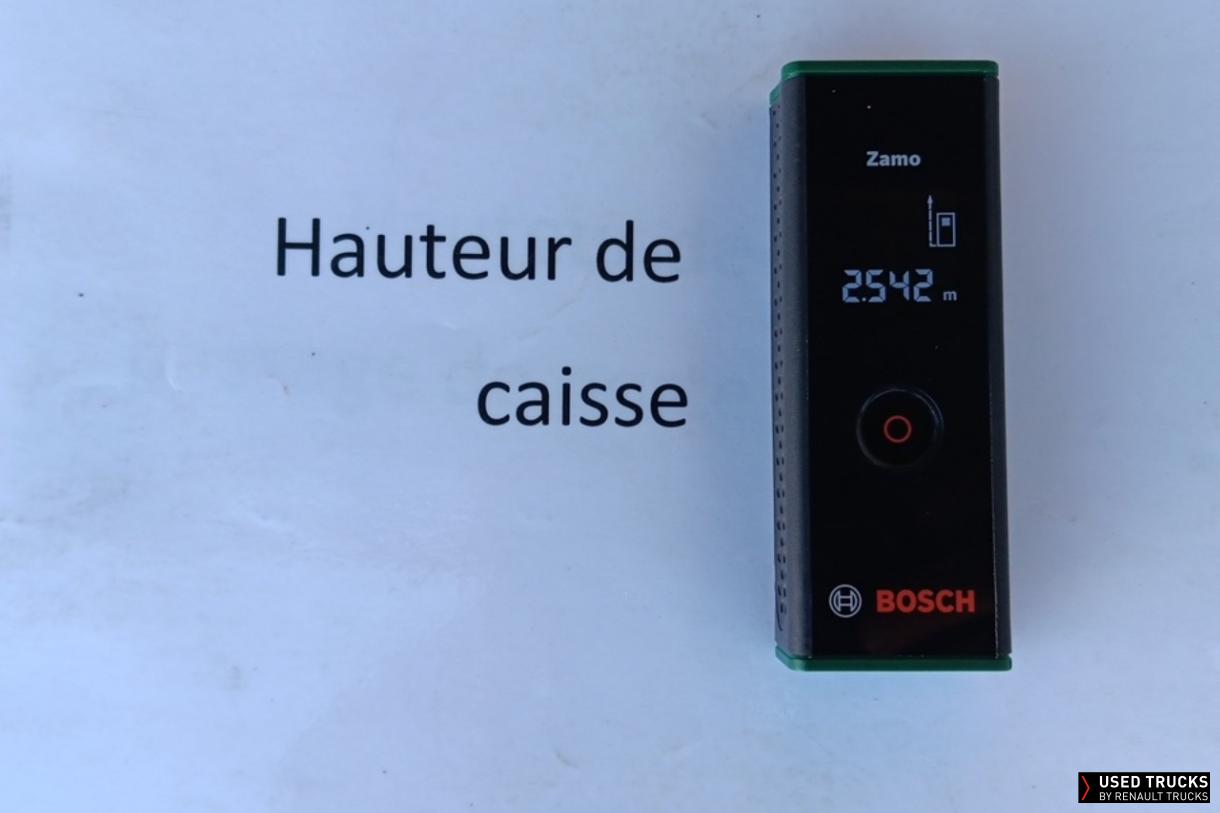 Hauteur de
caisse
Zamo
2.542 m
BOSCH
USED TRUCKS
BY RENAULT TRUCKS